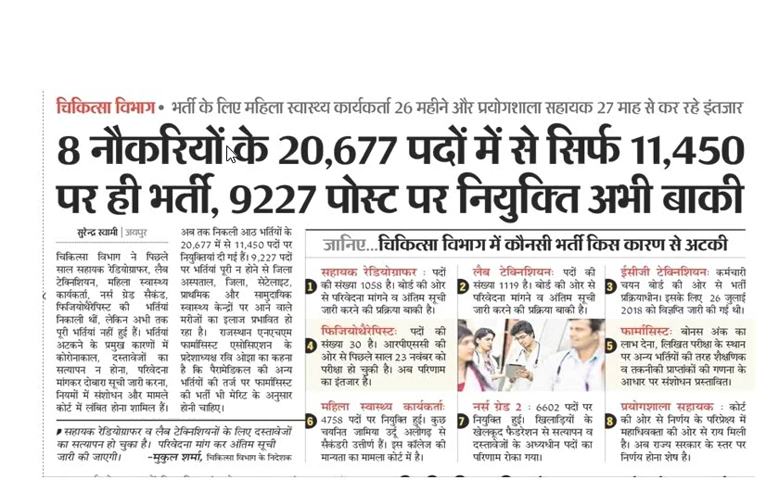 चिकित्सा विभाग • भर्ती के लिए महिला स्वास्थ्य कार्यकर्ता 26 महीने और प्रयोगशाला सहायक 27 माह से कर रहे इंतजार
8 नौकरियों के 20,677 पदों में से सिर्फ 11,450
पर ही भर्ती, 9227 पोस्ट पर नियुक्ति अभी बाकी
सुरेन्द्र स्वामी | जयपुर
चिकित्सा विभाग ने पिछले
साल सहायक रेडियोग्राफर, लैब
टेक्निशियन, महिला स्वास्थ्य
कार्यकर्ता, नर्स ग्रेड सैकंड,
फिजियोथैरेपिस्ट की भर्तियां
निकाली थीं, लेकिन अभी तक
पूरी भर्तियां नहीं हुई हैं। भर्तियां
अटकने के प्रमुख कारणों में
कोरोनाकाल, दस्तावेजों का
सत्यापन न होना, परिवेदना
मांगकर दोबारा सूची जारी करना,
नियमों में संशोधन और मामले
कोर्ट में लंबित होना शामिल हैं।
अब तक निकली आठ भर्तियों के
20,677 में से 11,450 पदों पर
नियुक्तियां दी गई हैं। 9,227 पदों
पर भर्तियां पूरी न होने से जिला
अस्पताल, जिला, सेटेलाइट,
प्राथमिक और सामुदायिक
स्वास्थ्य केन्द्रों पर आने वाले
मरीजों का इलाज प्रभावित हो
रहा है। राजस्थान एनएचएम
फार्मासिस्ट एसोसिएशन के
प्रदेशाध्यक्ष रवि ओझा का कहना
है कि पैरामेडिकल की अन्य
भर्तियों की तर्ज पर फार्मासिस्ट
की भर्ती भी मेरिट के अनुसार
होनी चाहिए।
सहायक रेडियोग्राफर व लैब टेक्निशनियों के लिए दस्तावेजों
का सत्यापन हो चुका है। परिवेदना मांग कर अंतिम सूची
जारी की जाएगी। -मुकुल शर्मा, चिकित्सा विभाग के निदेशक
जानिए...चिकित्सा विभाग में कौनसी भर्ती किस कारण से अटकी
1 सहायक रेडियोग्राफर : पदों
की संख्या 1058 है। बोर्ड की ओर
से परिवेदना मांगने व अंतिम सूची
जारी करने की प्रक्रिया बाकी है।
2 लैब टेक्निशियनः पदों की
संख्या 1119 है। बोर्ड की ओर
से परिवेदना मांगने व अंतिम सूची
जारी करने की प्रक्रिया बाकी है।
3 ईसीजी टेक्निशियनः कर्मचारी
चयन बोर्ड की ओर से भर्ती
प्रक्रियाधीन। इसके लिए 26 जुलाई
2018 को विज्ञप्ति जारी की गई थी।
4 फिजियोथैरेपिस्टः पदों की
संख्या 30 है। आरपीएससी की
ओर से पिछले साल 23 नवंबर को
परीक्षा हो चुकी है। अब परिणाम
का इंतजार है।
5 फार्मासिस्टः बोनस अंक का
लाभ देना, लिखित परीक्षा के स्थान
पर अन्य भर्तियों की तरह शैक्षणिक
व तकनीकी प्राप्तांकों की गणना के
आधार पर संशोधन प्रस्तावित।
6 महिला स्वास्थ्य कार्यकर्ताः
4758 पदों पर नियुक्ति हुई। कुछ
चयनित जामिया उर्दू अलीगढ़ से
सैकंडरी उत्तीर्ण हैं। इस कॉलेज की
मान्यता का मामला कोर्ट में है।
7 नर्स ग्रेड 2 : 6602 पदों पर
नियुक्ति हुई। खिलाड़ियों के
खेलकूद फैडरेशन से सत्यापन व
दस्तावेजों के अध्यधीन पदों का
परिणाम रोका गया।
8 प्रयोगशाला सहायक : कोर्ट
की ओर से निर्णय के परिप्रेक्ष्य में
महाधिवक्ता की ओर से राय मिली
है। अब राज्य सरकार के स्तर पर
निर्णय होना शेष है।